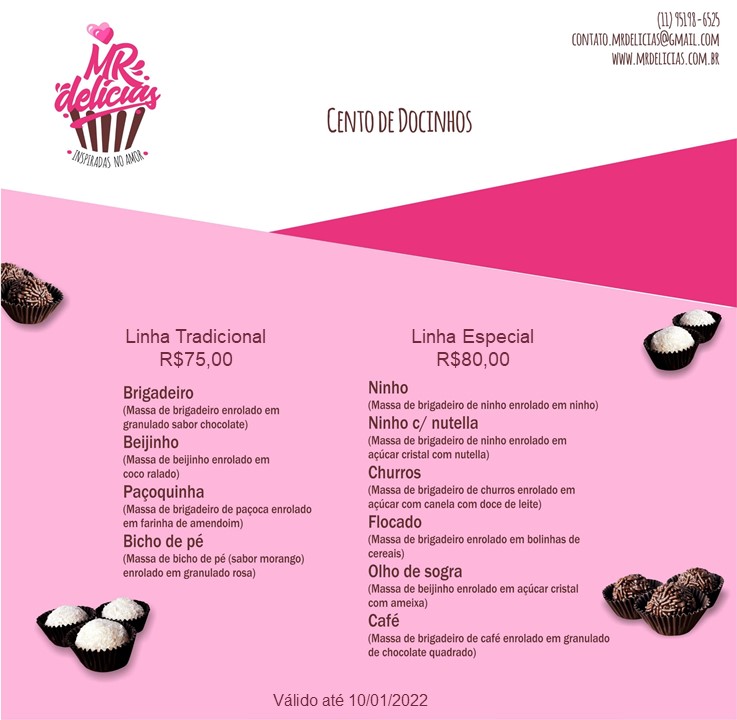 MR
delícias
INSPIRADAS NO AMOR
(11) 95198-6525
CONTATO.MRDELICIAS@GMAIL.COM
WWW.MRDELICIAS.COM.BR
CENTO DE DOCINHOS
Linha Tradicional
R$75,00
Brigadeiro
(Massa de brigadeiro enrolado em
granulado sabor chocolate)
Beijinho
(Massa de beijinho enrolado em
coco ralado)
Paçoquinha
(Massa de brigadeiro de paçoca enrolado
em farinha de amendoim)
Bicho de pé
(Massa de bicho de pé (sabor morango)
enrolado em granulado rosa)
Linha Especial
R$80,00
Ninho
(Massa de brigadeiro de ninho enrolado em ninho)
Ninho c/ nutella
(Massa de brigadeiro de ninho enrolado em
açúcar cristal com nutella)
Churros
(Massa de brigadeiro de churros enrolado em
açúcar com canela com doce de leite)
Flocado
(Massa de brigadeiro enrolado em bolinhas de
cereais)
Olho de sogra
(Massa de beijinho enrolado em açúcar cristal
com ameixa)
Café
(Massa de brigadeiro de café enrolado em granulado
de chocolate quadrado)
Válido até 10/01/2022